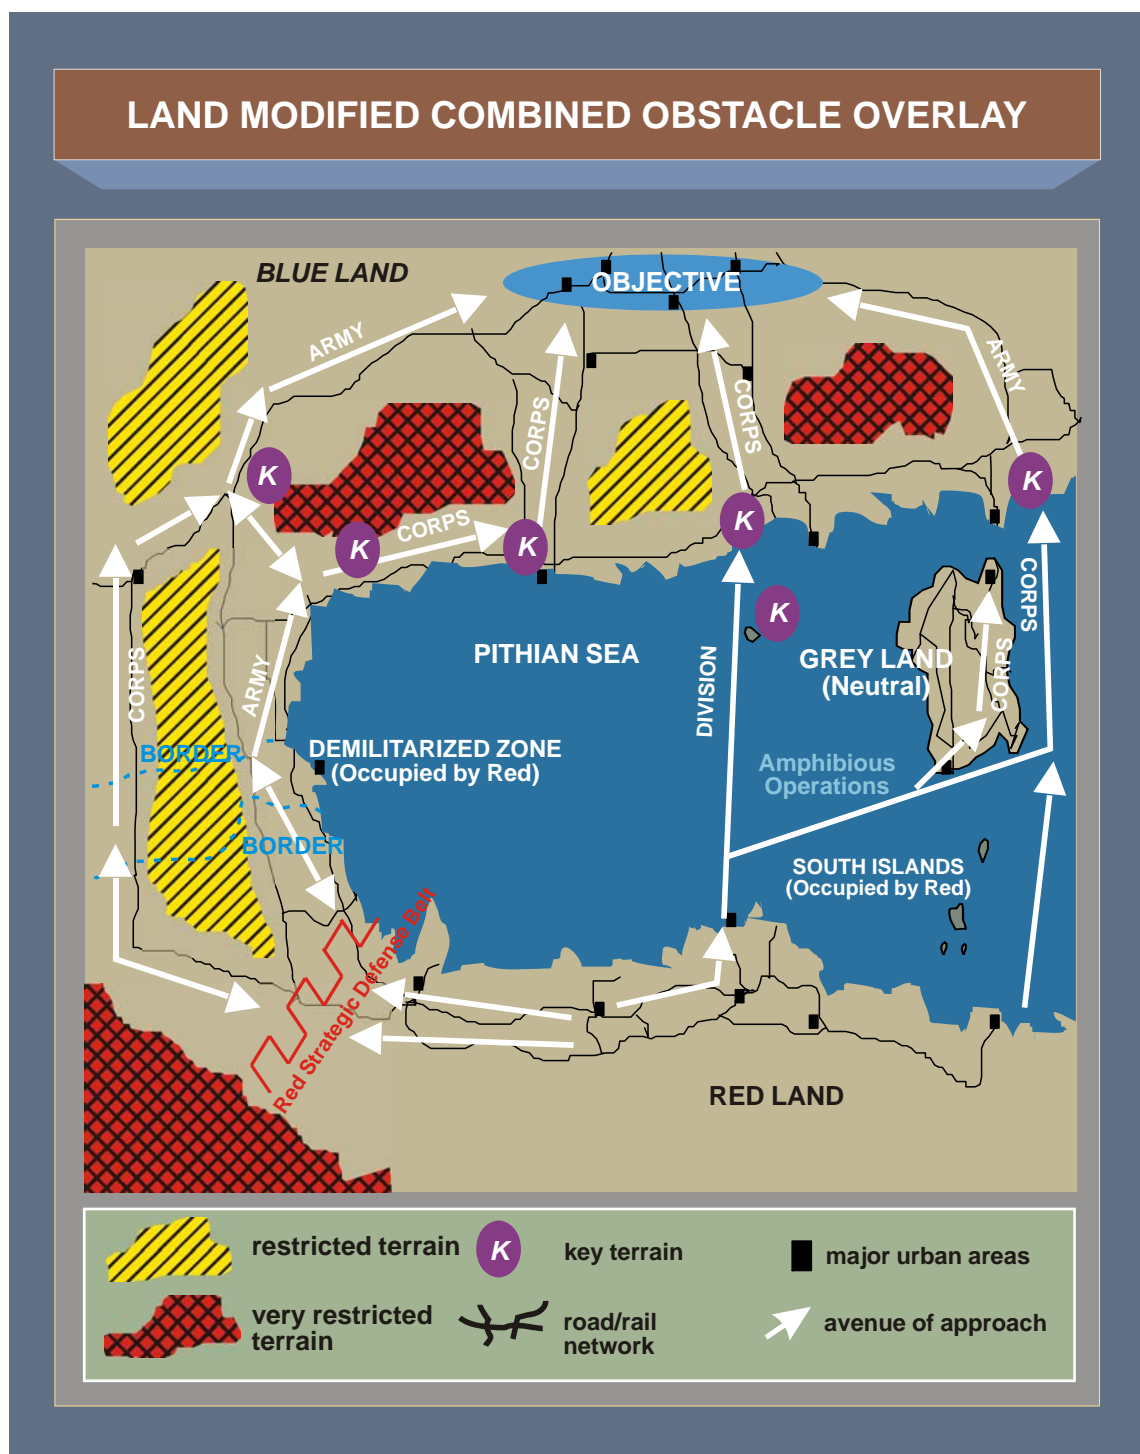 LAND MODIFIED COMBINED OBSTACLE OVERLAY
BLUE LAND
OBJECTIVE
ARMY
ARMY
CORPS
CORPS
K
K
CORPS
K
K
K
K
CORPS
PITHIAN SEA
GREY LAND
(Neutral)
CORPS
CORPS
ARMY
DIVISION
BORDER
DEMILITARIZED ZONE
(Occupied by Red)
Amphibious
Operations
BORDER
SOUTH ISLANDS
(Occupied by Red)
Red Strategic Defense Belt
RED LAND
restricted terrain
K
key terrain
major urban areas
very restricted
terrain
road/rail
network
avenue of approach